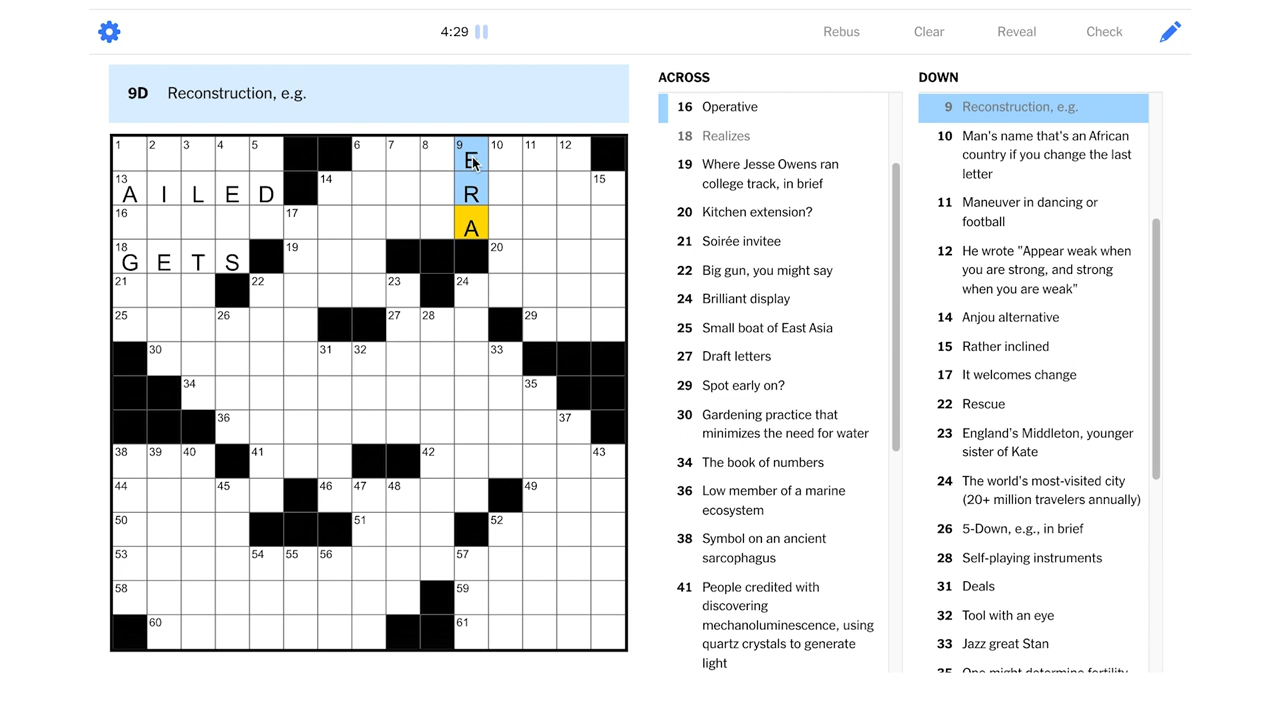 4:29
Rebus
Clear
Reveal
Check
9D Reconstruction, e.g.
1 2 3 4 5 6 7 8 9 E 10 11 12
13 A I L E D 14 R 15
16 17 A
18 G E T S 19 20
21 22 23 24
25 26 27 28 29
30 31 32 33
34 35
36 37
38 39 40 41 42 43
44 45 46 47 48 49
50 51 52
53 54 55 56 57
58 59
60 61
ACROSS
16 Operative
18 Realizes
19 Where Jesse Owens ran
college track, in brief
20 Kitchen extension?
21 Soirée invitee
22 Big gun, you might say
24 Brilliant display
25 Small boat of East Asia
27 Draft letters
29 Spot early on?
30 Gardening practice that
minimizes the need for water
34 The book of numbers
36 Low member of a marine
ecosystem
38 Symbol on an ancient
sarcophagus
41 People credited with
discovering
mechanoluminescence, using
quartz crystals to generate
light
DOWN
9 Reconstruction, e.g.
10 Man's name that's an African
country if you change the last
letter
11 Maneuver in dancing or
football
12 He wrote "Appear weak when
you are strong, and strong
when you are weak"
14 Anjou alternative
15 Rather inclined
17 It welcomes change
22 Rescue
23 England's Middleton, younger
sister of Kate
24 The world's most-visited city
(20+ million travelers annually)
26 5-Down, e.g., in brief
28 Self-playing instruments
31 Deals
32 Tool with an eye
33 Jazz great Stan
35 One might determine fertility